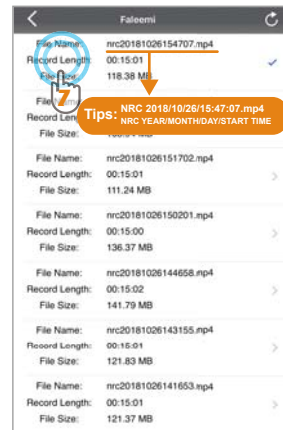 Faleemi
File Name: nrc20181026154707.mp4
Record Length: 00:15:01
File Size: 118.38 MB
7
File Name:
Tips: NRC 2018/10/26/15:47:07.mp4
NRC YEAR/MONTH/DAY/START TIME
Record Length:
File Size:
File Name: nrc20181026151702.mp4
Record Length: 00:15:01
File Size: 111.24 MB
File Name: nrc20181026150201.mp4
Record Length: 00:15:00
File Size: 136.37 MB
File Name: nrc20181026144658.mp4
Record Length: 00:15:02
File Size: 141.79 MB
File Name: nrc20181026143155.mp4
Record Length: 00:15:01
File Size: 121.83 MB
File Name: nrc20181026141653.mp4
Record Length: 00:15:01
File Size: 121.37 MB